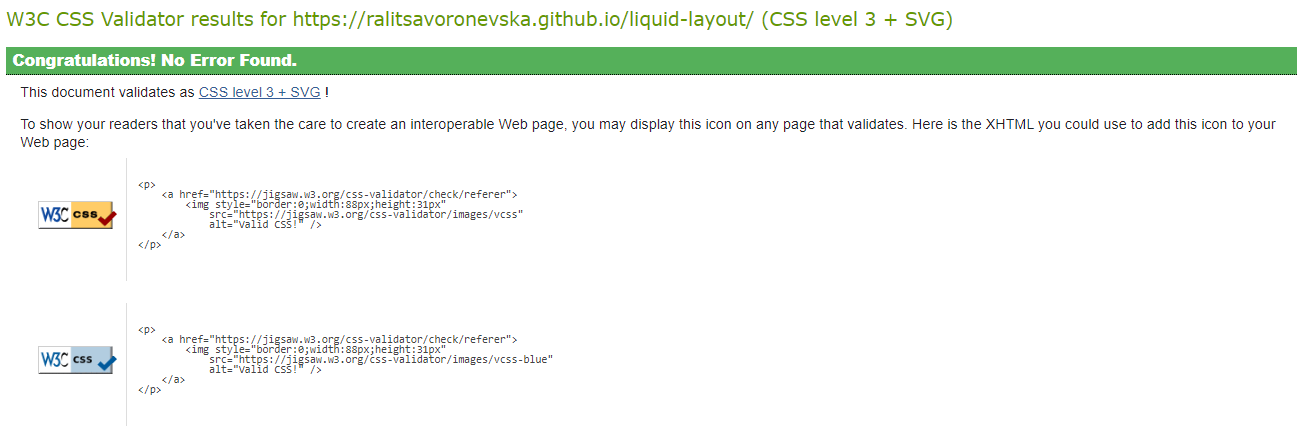 W3C CSS Validator results for https://ralitsavoronevska.github.io/liquid-layout/ (CSS level 3 + SVG)
Congratulations! No Error Found.
This document validates as CSS level 3 + SVG !
To show your readers that you've taken the care to create an interoperable Web page, you may display this icon on any page that validates. Here is the XHTML you could use to add this icon to your
Web page:
W3C css
<p>
<a href="https://jigsaw.w3.org/css-validator/check/referer">
<img style="border:0;width:88px;height:31px"
src="https://jigsaw.w3.org/css-validator/images/vcss"
alt="Valid CSS!" />
</a>
</p>
W3C css
<p>
<a href="https://jigsaw.w3.org/css-validator/check/referer">
<img style="border:0;width:88px;height:31px"
src="https://jigsaw.w3.org/css-validator/images/vcss-blue"
alt="Valid CSS!" />
</a>
</p>